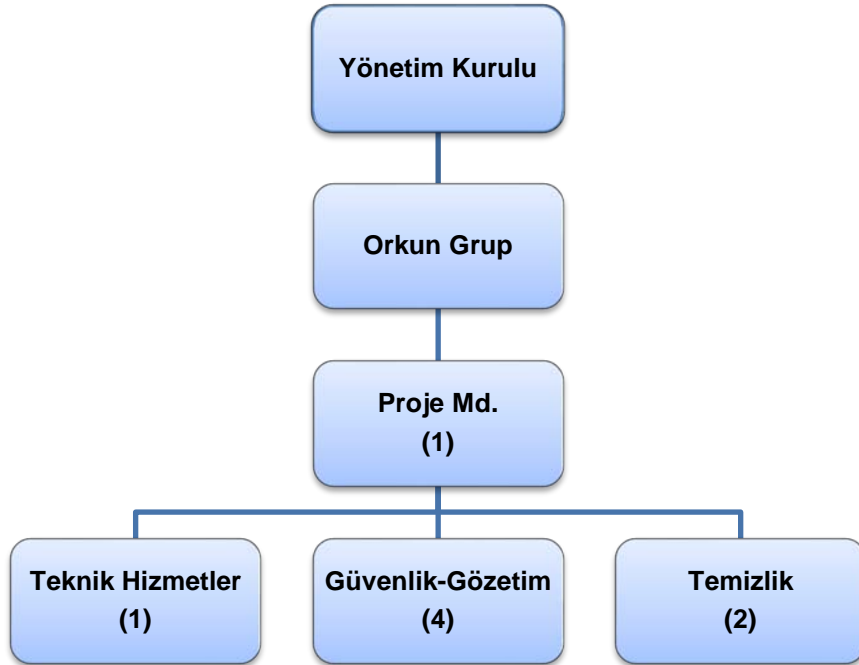 Yönetim Kurulu
Orkun Grup
Proje Md.
(1)
Teknik Hizmetler
(1)
Güvenlik-Gözetim
(4)
Temizlik
(2)